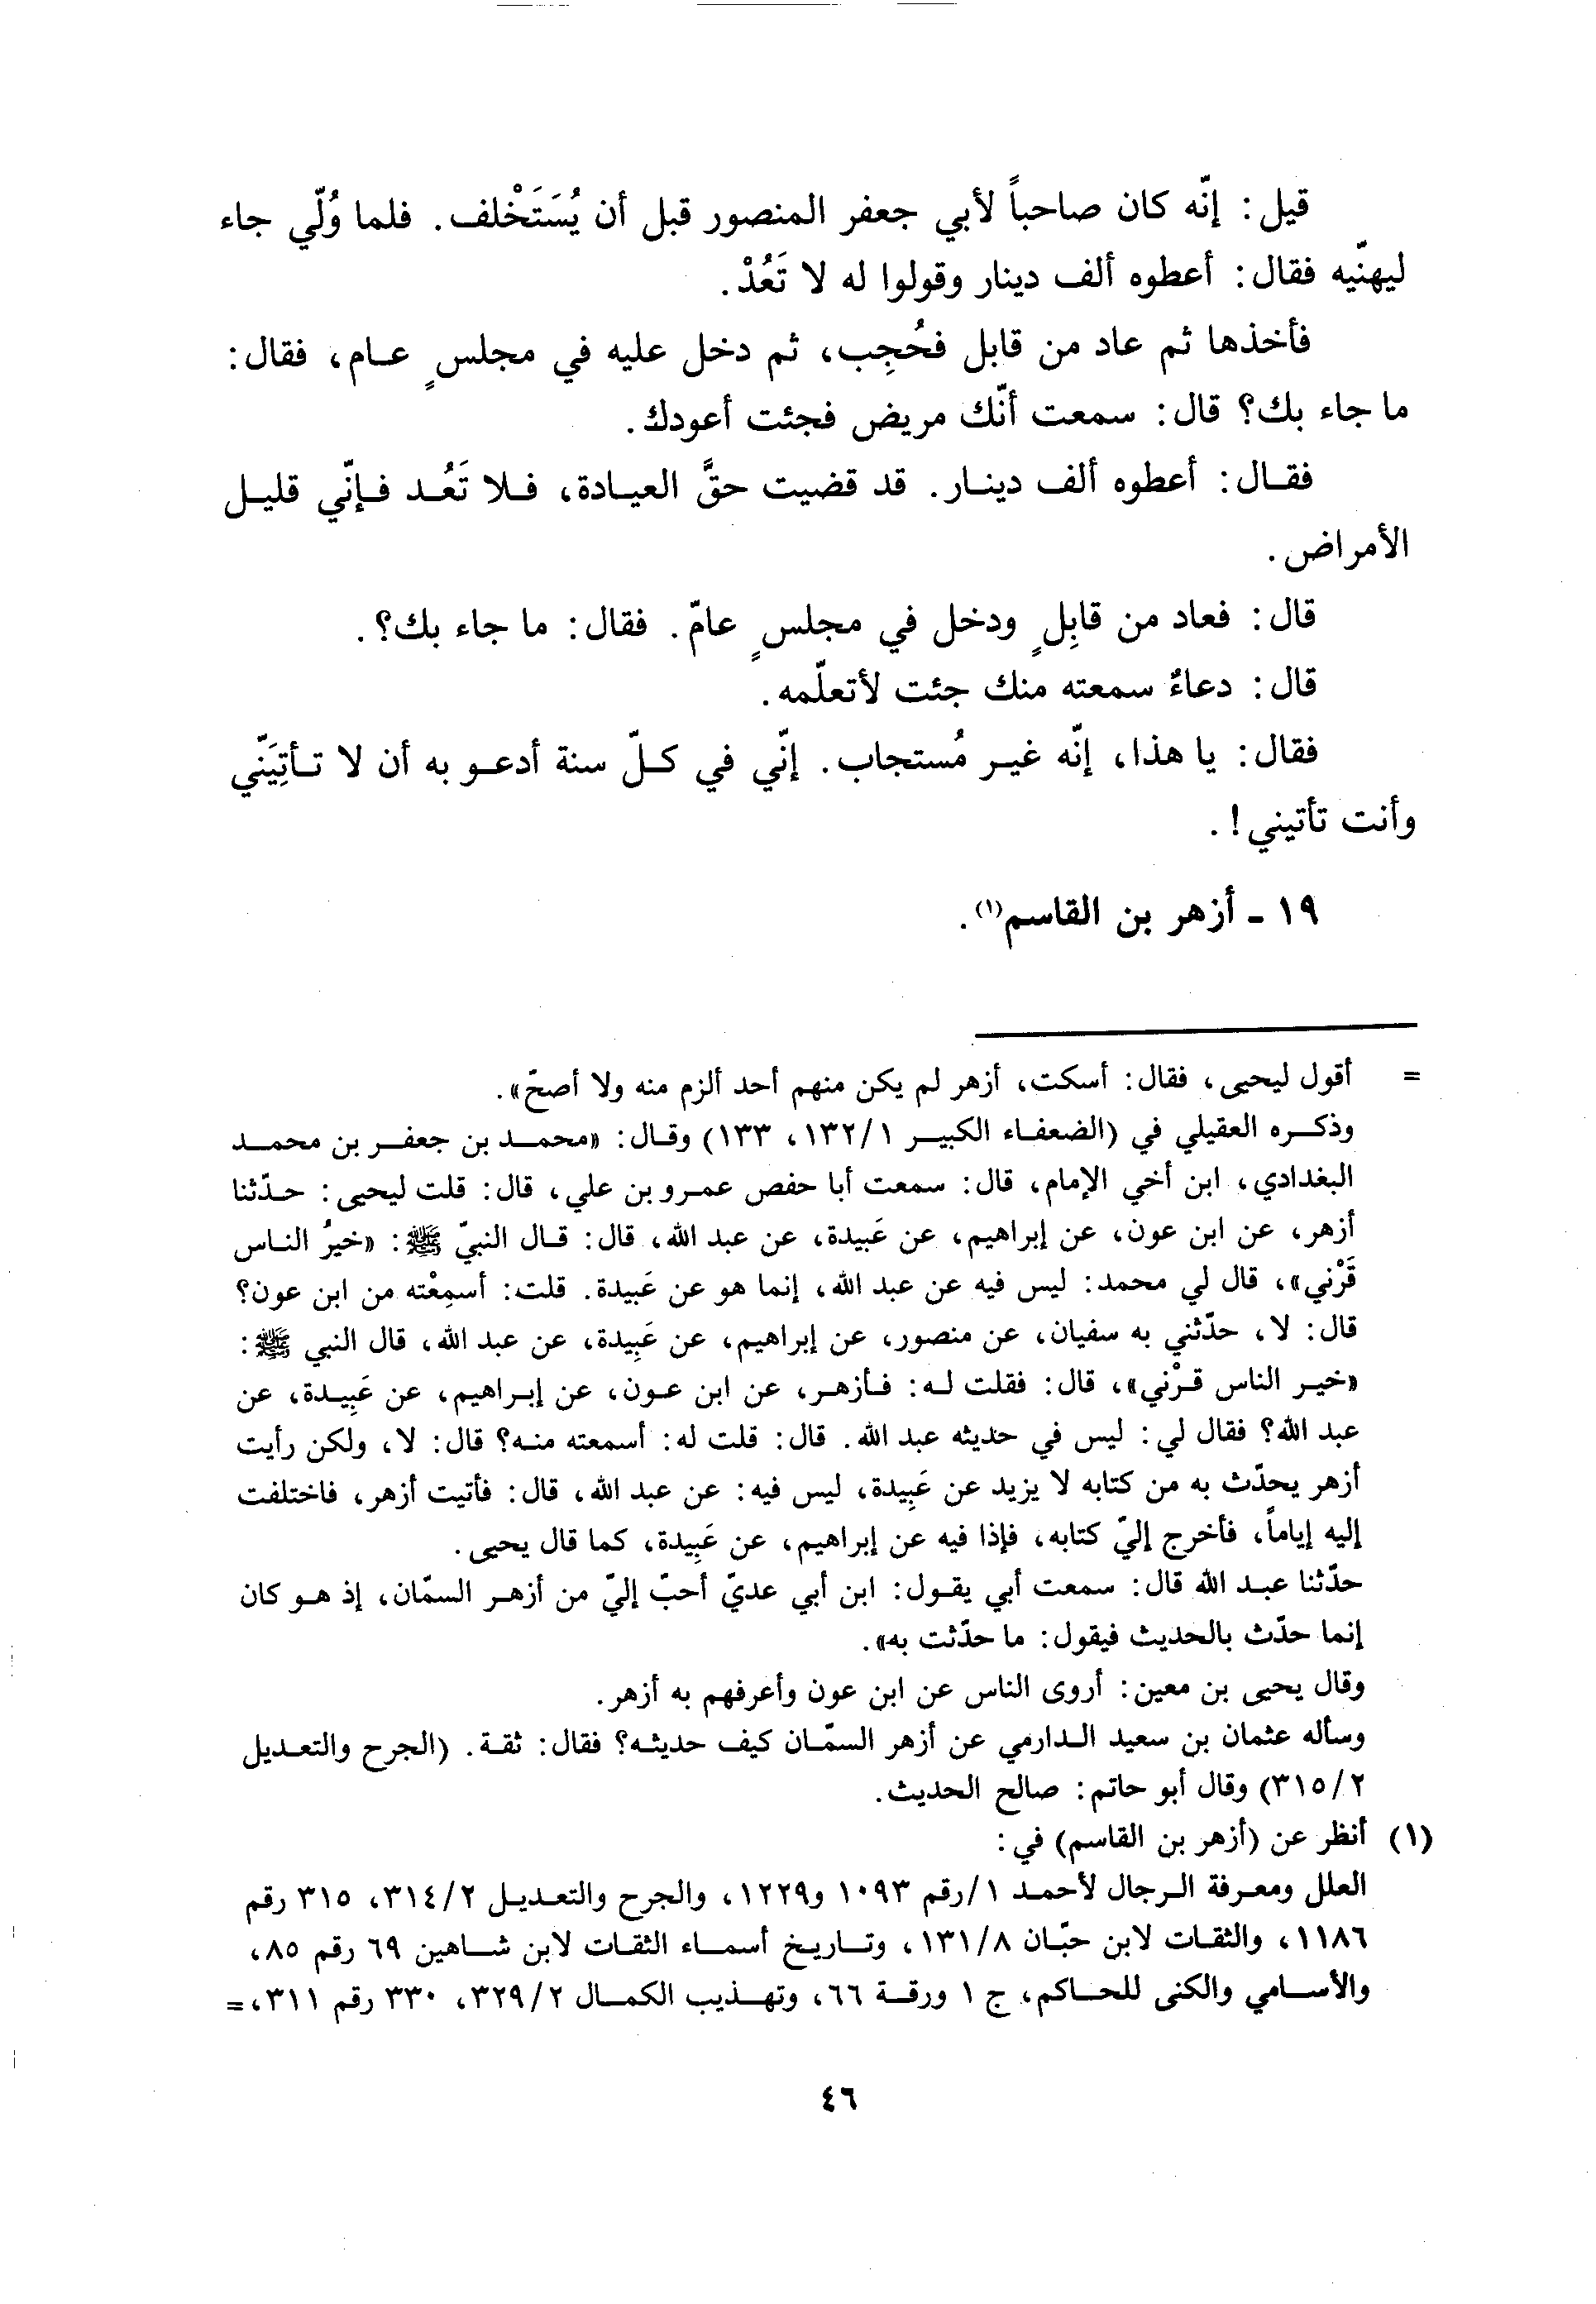 قيل: إنّه كان صاحباً لأبي جعفر المنصور قبل أن يُسَتَخْلف. فلما وُلّي جاء
ليهنّيه فقال: أعطوه ألف دينار وقولوا له لا تَعُدْ.
فأخذها ثم عاد من قابل فحُجِب، ثم دخل عليه في مجلسٍ عام، فقال:
ما جاء بك؟ قال: سمعت أنّك مريض فجئت أعودك.
فقال: أعطوه ألف دينار. قد قضيت حقَّ العيادة، فلا تَعُد فإنّي قليل
الأمراض.
قال: فعاد من قابِلٍ ودخل في مجلسٍ عامّ. فقال: ما جاء بك؟.
قال: دعاءٌ سمعته منك جئت لأتعلّمه.
فقال: يا هذا، إنّه غير مُستجاب. إنّي في كلّ سنة أدعو به أن لا تأتِيَنّي
وأنت تأتيني!.
١٩ - أزهر بن القاسم(١).
= أقول ليحيى، فقال: أسكت، أزهر لم يكن منهم أحد ألزم منه ولا أصحّ».
وذكره العقيلي في (الضعفاء الكبير ١٣٢/١، ١٣٣) وقال: «محمد بن جعفر بن محمد
البغدادي، ابن أخي الإمام، قال: سمعت أبا حفص عمرو بن علي، قال: قلت ليحيى: حدّثنا
أزهر، عن ابن عون، عن إبراهيم، عن عَبيدة، عن عبد الله، قال: قال النبيّ ﷺ: «خيرُ الناس
قَرْني»، قال لي محمد: ليس فيه عن عبد الله، إنما هو عن عَبيدة. قلت: أسمِعْته من ابن عون؟
قال: لا، حدّثني به سفيان، عن منصور، عن إبراهيم، عن عَبِيدة، عن عبد الله، قال النبي ﷺ:
«خير الناس قرْني»، قال: فقلت له: فأزهر، عن ابن عون، عن إبراهيم، عن عَبِيدة، عن
عبد الله؟ فقال لي: ليس في حديثه عبد الله. قال: قلت له: أسمعته منه؟ قال: لا، ولكن رأيت
أزهر يحدّث به من كتابه لا يزيد عن عَبِيدة، ليس فيه: عن عبد الله، قال: فأتيت أزهر، فاختلفت
إليه إياماً، فأخرج إليّ كتابه، فإذا فيه عن إبراهيم، عن عَبِيدة، كما قال يحيى.
حدّثنا عبد الله قال: سمعت أبي يقول: ابن أبي عديّ أحبّ إليّ من أزهر السمّان، إذ هو كان
إنما حدّث بالحديث فيقول: ما حدّثت به».
وقال يحيى بن معين: أروى الناس عن ابن عون وأعرفهم به أزهر.
وسأله عثمان بن سعيد الدارمي عن أزهر السمّان كيف حديثه؟ فقال: ثقة. (الجرح والتعديل
٣١٥/٢) وقال أبو حاتم: صالح الحديث.
(١) أنظر عن (أزهر بن القاسم) في:
العلل ومعرفة الرجال لأحمد ١/رقم ١٠٩٣ و١٢٢٩، والجرح والتعديل ٣١٤/٢، ٣١٥ رقم
١١٨٦، والثقات لابن حبّان ١٣١/٨، وتاريخ أسماء الثقات لابن شاهين ٦٩ رقم ٨٥،
والأسامي والكنى للحاكم، ج ١ ورقة ٦٦، وتهذيب الكمال ٣٢٩/٢، ٣٣٠ رقم ٣١١، =
٤٦